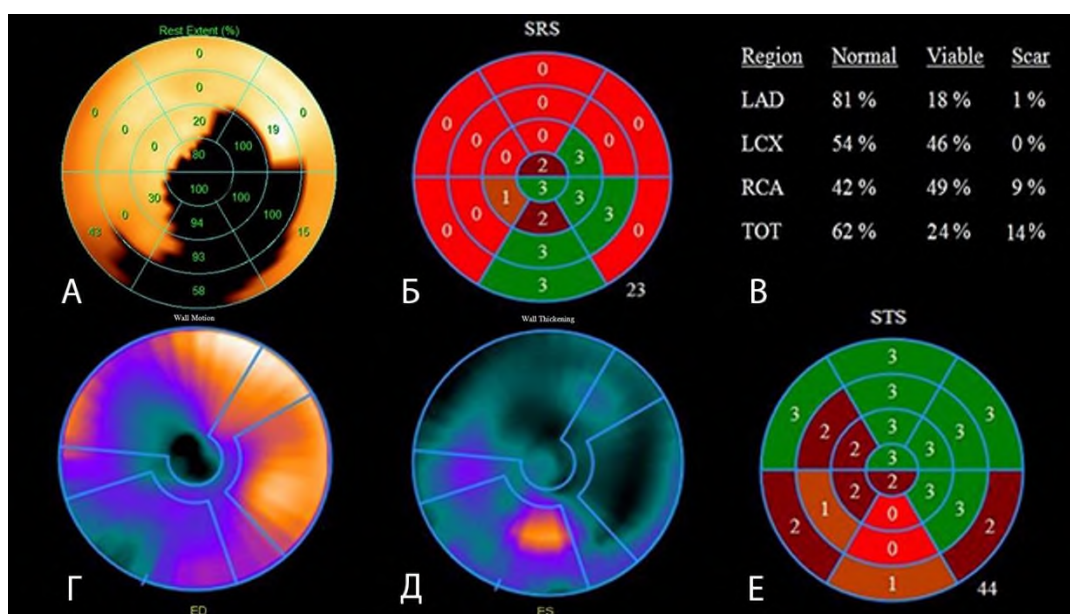 Rest Extent (%)
0
0
0 0 20 100 19 0
0 80
30 100 100 100
43 0 94 15
93
58
А
SRS
0
0
0 0 0 0 0
0 2 3
1 3 3 3
0 0 2 0
3
3
23
Б
Region Normal Viable Scar
LAD 81 % 18 % 1 %
LCX 54 % 46 % 0 %
RCA 42 % 49 % 9 %
TOT 62 % 24 % 14 %
В
Wall Motion
Г
ED
Wall Thickening
Д
ES
STS
3
3
3 2 3 3 3
2 3 3
2 2 3
2 1 0 3 2
0
1
44
Е